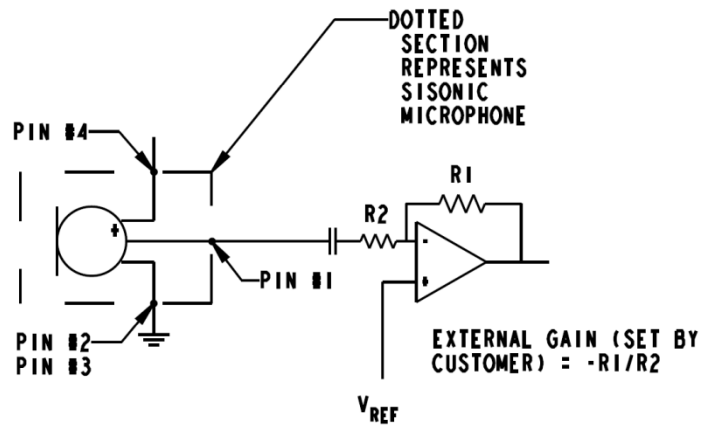 DOTTED
SECTION
REPRESENTS
SISONIC
MICROPHONE
PIN #4
R1
R2
+
-
+
PIN #1
PIN #2
PIN #3
EXTERNAL GAIN (SET BY
CUSTOMER) = -R1/R2
VREF